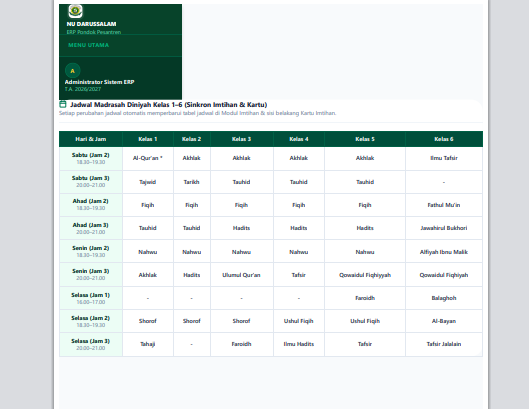 NU DARUSSALAM
ERP Pondok Pesantren
MENU UTAMA
A
Administrator Sistem ERP
T.A. 2026/2027
Jadwal Madrasah Diniyah Kelas 1–6 (Sinkron Imtihan & Kartu)
Setiap perubahan jadwal otomatis memperbarui tabel jadwal di Modul Imtihan & sisi belakang Kartu Imtihan.
Hari & Jam Kelas 1 Kelas 2 Kelas 3 Kelas 4 Kelas 5 Kelas 6
Sabtu (Jam 2) Al-Qur'an * Akhlak Akhlak Akhlak Akhlak Ilmu Tafsir
18.30–19.30
Sabtu (Jam 3) Tajwid Tarikh Tauhid Tauhid Tauhid -
20.00–21.00
Ahad (Jam 2) Fiqih Fiqih Fiqih Fiqih Fiqih Fathul Mu'in
18.30–19.30
Ahad (Jam 3) Tauhid Tauhid Hadits Hadits Hadits Jawahirul Bukhori
20.00–21.00
Senin (Jam 2) Nahwu Nahwu Nahwu Nahwu Nahwu Alfiyah Ibnu Malik
18.30–19.30
Senin (Jam 3) Akhlak Hadits Ulumul Qur'an Tafsir Qowaidul Fiqhiyyah Qowaidul Fiqhiyah
20.00–21.00
Selasa (Jam 1) - - - - Faroidh Balaghoh
16.00–17.00
Selasa (Jam 2) Shorof Shorof Shorof Ushul Fiqih Ushul Fiqih Al-Bayan
18.30–19.30
Selasa (Jam 3) Tahaji - Faroidh Ilmu Hadits Tafsir Tafsir Jalalain
20.00–21.00